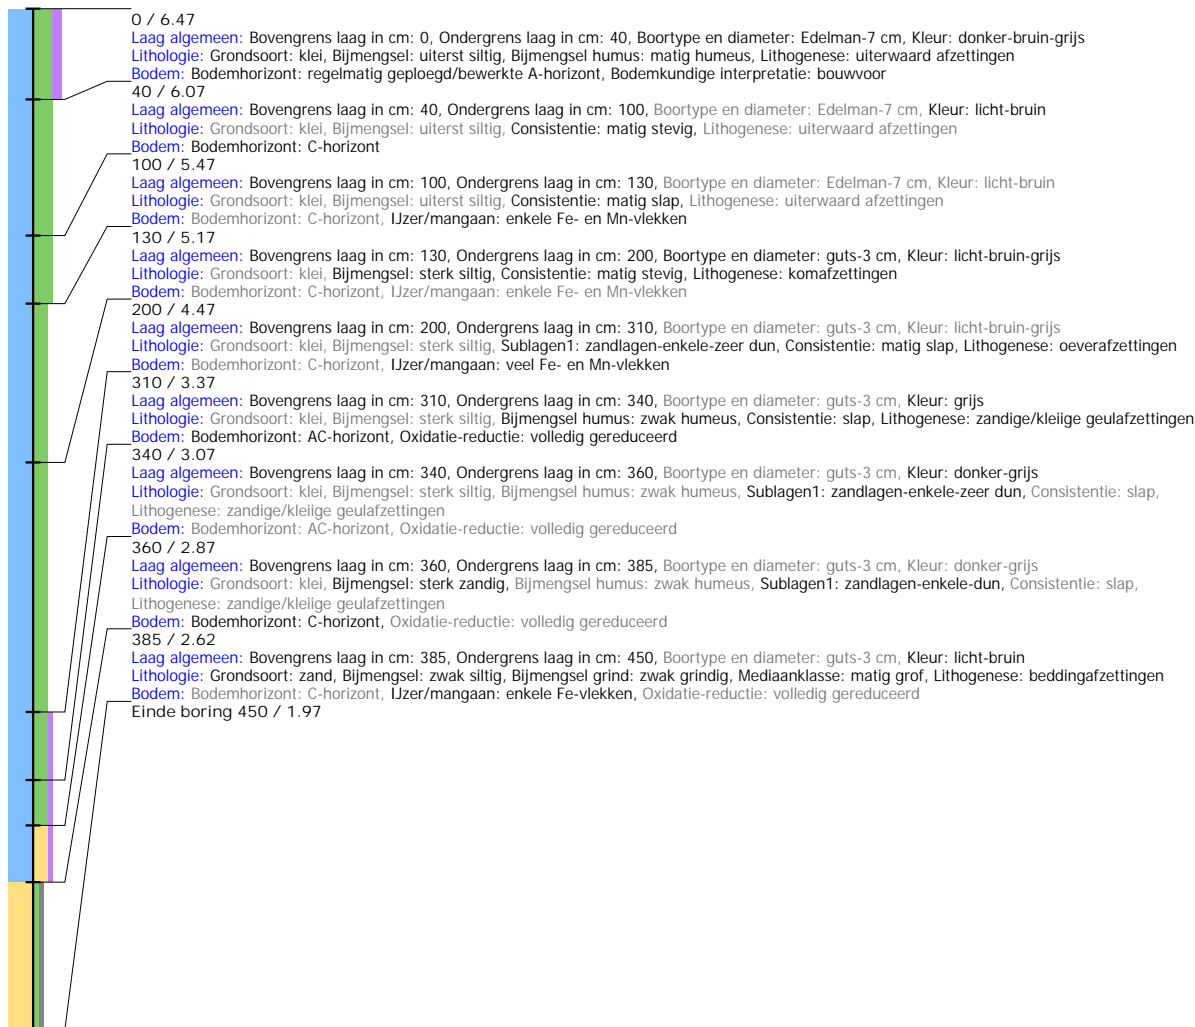 0 / 6.47
Laag algemeen: Bovengrens laag in cm: 0, Ondergrens laag in cm: 40, Boortype en diameter: Edelman-7 cm, Kleur: donker-bruin-grijs
Lithologie: Grondsoort: klei, Bijmengsel: uiterst siltig, Bijmengsel humus: matig humeus, Lithogenese: uiterwaard afzettingen
Bodem: Bodemhorizont: regelmatig geploegd/bewerkte A-horizont, Bodemkundige interpretatie: bouwvoor
40 / 6.07
Laag algemeen: Bovengrens laag in cm: 40, Ondergrens laag in cm: 100, Boortype en diameter: Edelman-7 cm, Kleur: licht-bruin
Lithologie: Grondsoort: klei, Bijmengsel: uiterst siltig, Consistentie: matig stevig, Lithogenese: uiterwaard afzettingen
Bodem: Bodemhorizont: C-horizont
100 / 5.47
Laag algemeen: Bovengrens laag in cm: 100, Ondergrens laag in cm: 130, Boortype en diameter: Edelman-7 cm, Kleur: licht-bruin
Lithologie: Grondsoort: klei, Bijmengsel: uiterst siltig, Consistentie: matig slap, Lithogenese: uiterwaard afzettingen
Bodem: Bodemhorizont: C-horizont, IJzer/mangaan: enkele Fe- en Mn-vlekken
130 / 5.17
Laag algemeen: Bovengrens laag in cm: 130, Ondergrens laag in cm: 200, Boortype en diameter: guts-3 cm, Kleur: licht-bruin-grijs
Lithologie: Grondsoort: klei, Bijmengsel: sterk siltig, Consistentie: matig stevig, Lithogenese: komafzettingen
Bodem: Bodemhorizont: C-horizont, IJzer/mangaan: enkele Fe- en Mn-vlekken
200 / 4.47
Laag algemeen: Bovengrens laag in cm: 200, Ondergrens laag in cm: 310, Boortype en diameter: guts-3 cm, Kleur: licht-bruin-grijs
Lithologie: Grondsoort: klei, Bijmengsel: sterk siltig, Sublagen1: zandlagen-enkele-zeer dun, Consistentie: matig slap, Lithogenese: oeverafzettingen
Bodem: Bodemhorizont: C-horizont, IJzer/mangaan: veel Fe- en Mn-vlekken
310 / 3.37
Laag algemeen: Bovengrens laag in cm: 310, Ondergrens laag in cm: 340, Boortype en diameter: guts-3 cm, Kleur: grijs
Lithologie: Grondsoort: klei, Bijmengsel: sterk siltig, Bijmengsel humus: zwak humeus, Consistentie: slap, Lithogenese: zandige/kleiige geulafzettingen
Bodem: Bodemhorizont: AC-horizont, Oxidatie-reductie: volledig gereduceerd
340 / 3.07
Laag algemeen: Bovengrens laag in cm: 340, Ondergrens laag in cm: 360, Boortype en diameter: guts-3 cm, Kleur: donker-grijs
Lithologie: Grondsoort: klei, Bijmengsel: sterk siltig, Bijmengsel humus: zwak humeus, Sublagen1: zandlagen-enkele-zeer dun, Consistentie: slap,
Lithogenese: zandige/kleiige geulafzettingen
Bodem: Bodemhorizont: AC-horizont, Oxidatie-reductie: volledig gereduceerd
360 / 2.87
Laag algemeen: Bovengrens laag in cm: 360, Ondergrens laag in cm: 385, Boortype en diameter: guts-3 cm, Kleur: donker-grijs
Lithologie: Grondsoort: klei, Bijmengsel: sterk zandig, Bijmengsel humus: zwak humeus, Sublagen1: zandlagen-enkele-dun, Consistentie: slap,
Lithogenese: zandige/kleiige geulafzettingen
Bodem: Bodemhorizont: C-horizont, Oxidatie-reductie: volledig gereduceerd
385 / 2.62
Laag algemeen: Bovengrens laag in cm: 385, Ondergrens laag in cm: 450, Boortype en diameter: guts-3 cm, Kleur: licht-bruin
Lithologie: Grondsoort: zand, Bijmengsel: zwak siltig, Bijmengsel grind: zwak grindig, Mediaanklasse: matig grof, Lithogenese: beddingafzettingen
Bodem: Bodemhorizont: C-horizont, IJzer/mangaan: enkele Fe-vlekken, Oxidatie-reductie: volledig gereduceerd
Einde boring 450 / 1.97